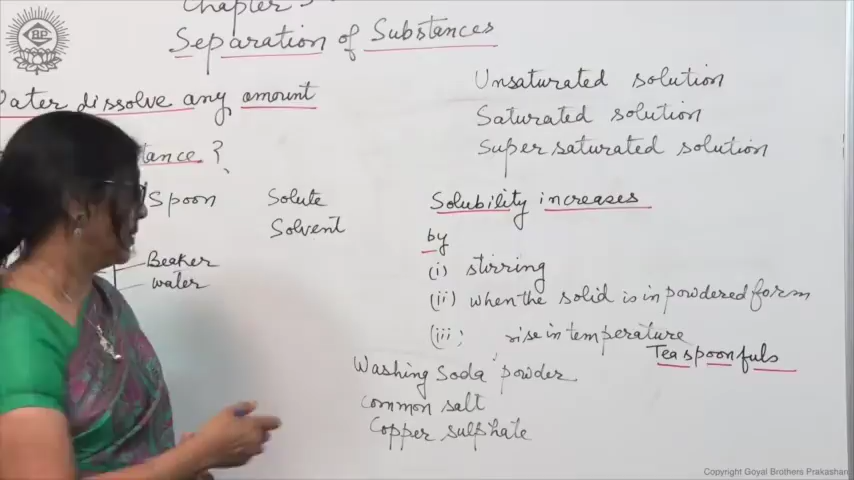 Chapter
Separation of Substances
Water dissolve any amount
stance ?
Spoon
Solute
Solvent
Beaker
water
Unsaturated solution
Saturated solution
Super saturated solution
Solubility increases
by
(i) stirring
(ii) when the solid is in powdered form
(iii) rise in temperature
Teaspoonfuls
Washing Soda powder
Common salt
Copper sulphate
Copyright Goyal Brothers Prakashan